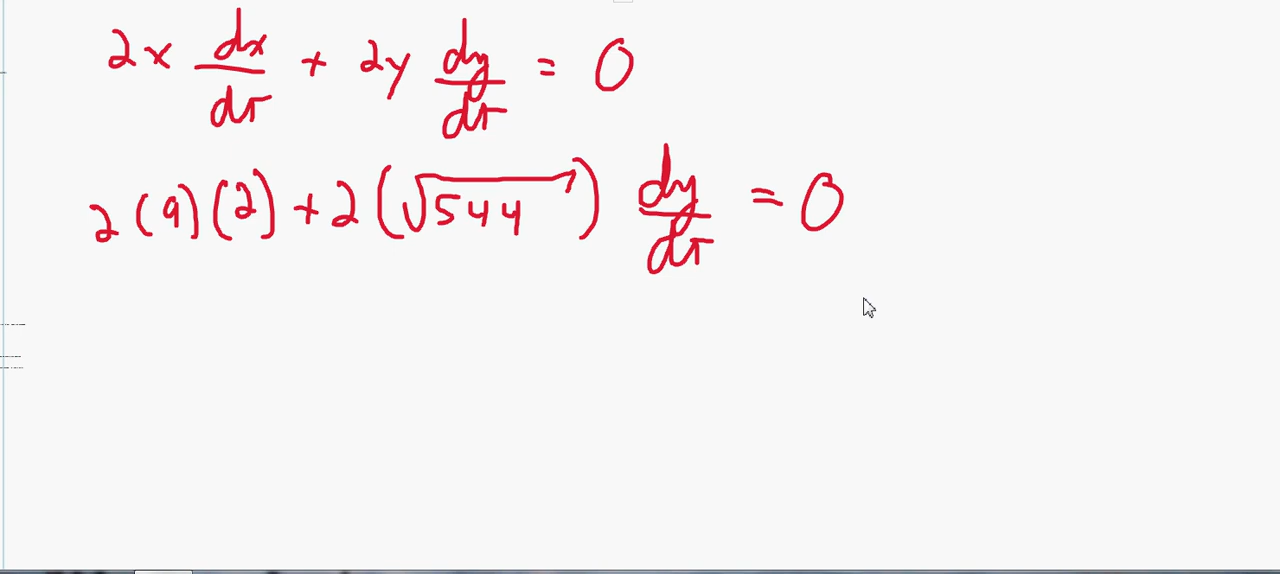 2x dx/dt + 2y dy/dt = 0
2(9)(2) + 2(√544) dy/dt = 0